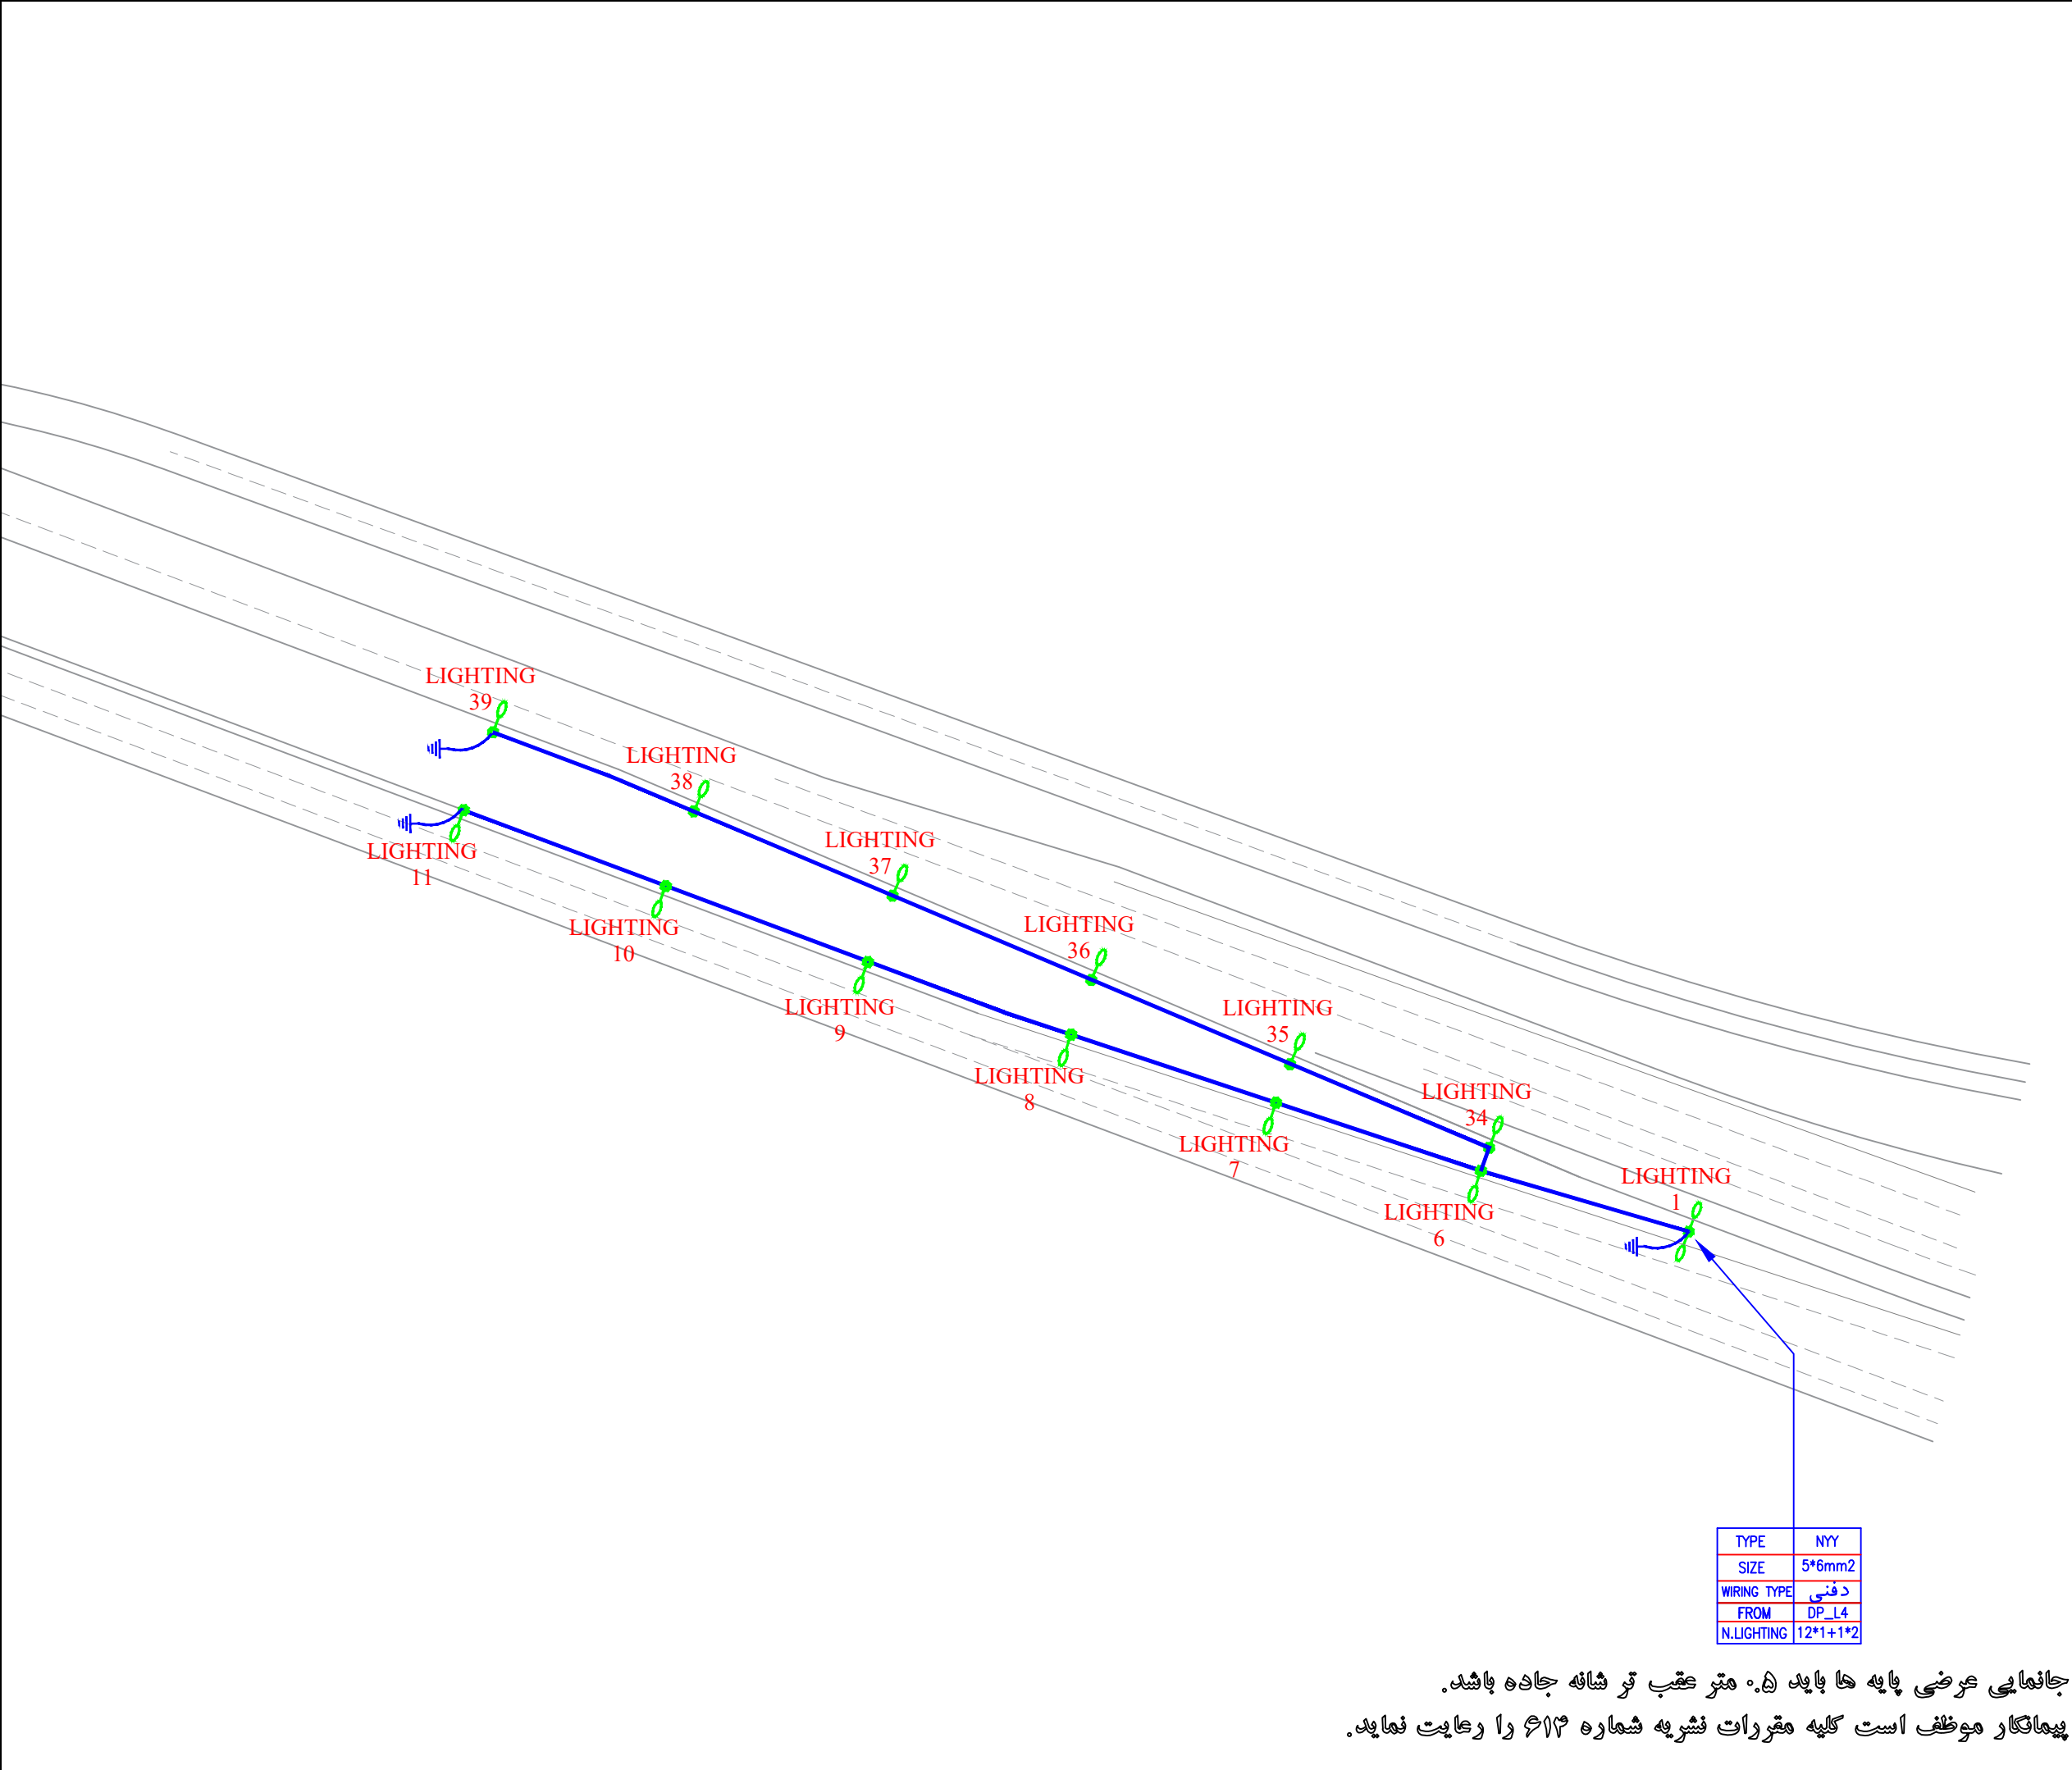 LIGHTING
39
LIGHTING
38
LIGHTING
37
LIGHTING
11
LIGHTING
36
LIGHTING
10
LIGHTING
35
LIGHTING
9
LIGHTING
8
LIGHTING
34
LIGHTING
7
LIGHTING
1
LIGHTING
6
TYPE NYY
SIZE 5*6mm2
WIRING TYPE دفنی
FROM DP_L4
N.LIGHTING 12*1+1*2
جانمایی عرضی پایه ها باید ۰.۵ متر عقب تر شانه جاده باشد.
پیمانکار موظف است کلیه مقررات نشریه شماره ۶۱۴ را رعایت نماید.